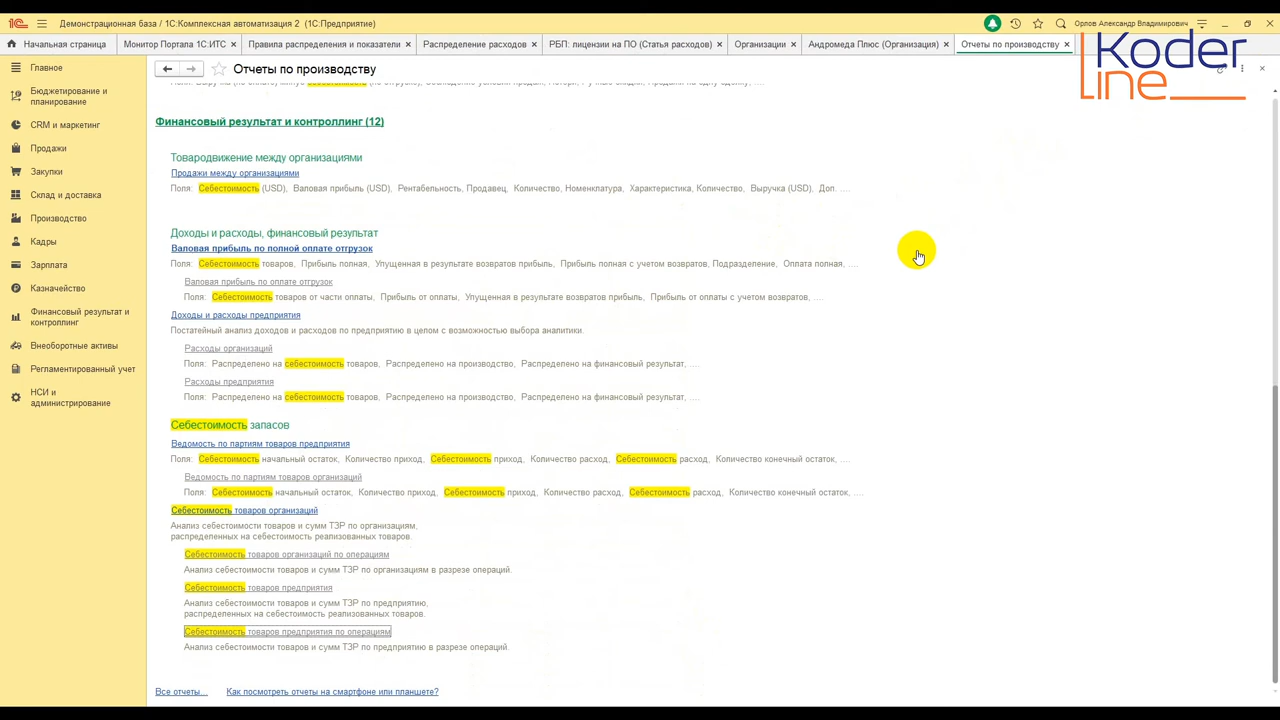 Демонстрационная база / 1С:Комплексная автоматизация 2 (1С:Предприятие)
Орлов Александр Владимирович
Начальная страница
Монитор Портала 1С:ИТС
Правила распределения и показатели
Распределение расходов
РБП: лицензии на ПО (Статья расходов)
Организации
Андромеда Плюс (Организация)
Отчеты по производству
Koder
line
Главное
Бюджетирование и
планирование
CRM и маркетинг
Продажи
Закупки
Склад и доставка
Производство
Кадры
Зарплата
Казначейство
Финансовый результат и
контроллинг
Внеоборотные активы
Регламентированный учет
НСИ и
администрирование
Отчеты по производству
Финансовый результат и контроллинг (12)
Товародвижение между организациями
Продажи между организациями
Поля: Себестоимость (USD), Валовая прибыль (USD), Рентабельность, Продавец, Количество, Номенклатура, Характеристика, Количество, Выручка (USD), Доп. ....
Доходы и расходы, финансовый результат
Валовая прибыль по полной оплате отгрузок
Поля: Себестоимость товаров, Прибыль полная, Упущенная в результате возвратов прибыль, Прибыль полная с учетом возвратов, Подразделение, Оплата полная, ....
Валовая прибыль по оплате отгрузок
Поля: Себестоимость товаров от части оплаты, Прибыль от оплаты, Упущенная в результате возвратов прибыль, Прибыль от оплаты с учетом возвратов, ....
Доходы и расходы предприятия
Постатейный анализ доходов и расходов по предприятию в целом с возможностью выбора аналитики.
Расходы организаций
Поля: Распределено на себестоимость товаров, Распределено на производство, Распределено на финансовый результат, ....
Расходы предприятия
Поля: Распределено на себестоимость товаров, Распределено на производство, Распределено на финансовый результат, ....
Себестоимость запасов
Ведомость по партиям товаров предприятия
Поля: Себестоимость начальный остаток, Количество приход, Себестоимость приход, Количество расход, Себестоимость расход, Количество конечный остаток, ....
Ведомость по партиям товаров организаций
Поля: Себестоимость начальный остаток, Количество приход, Себестоимость приход, Количество расход, Себестоимость расход, Количество конечный остаток, ....
Себестоимость товаров организаций
Анализ себестоимости товаров и сумм ТЗР по организациям,
распределенных на себестоимость реализованных товаров.
Себестоимость товаров организаций по операциям
Анализ себестоимости товаров и сумм ТЗР по организациям в разрезе операций.
Себестоимость товаров предприятия
Анализ себестоимости товаров и сумм ТЗР по предприятию,
распределенных на себестоимость реализованных товаров.
Себестоимость товаров предприятия по операциям
Анализ себестоимости товаров и сумм ТЗР по предприятию в разрезе операций.
Все отчеты...
Как посмотреть отчеты на смартфоне или планшете?